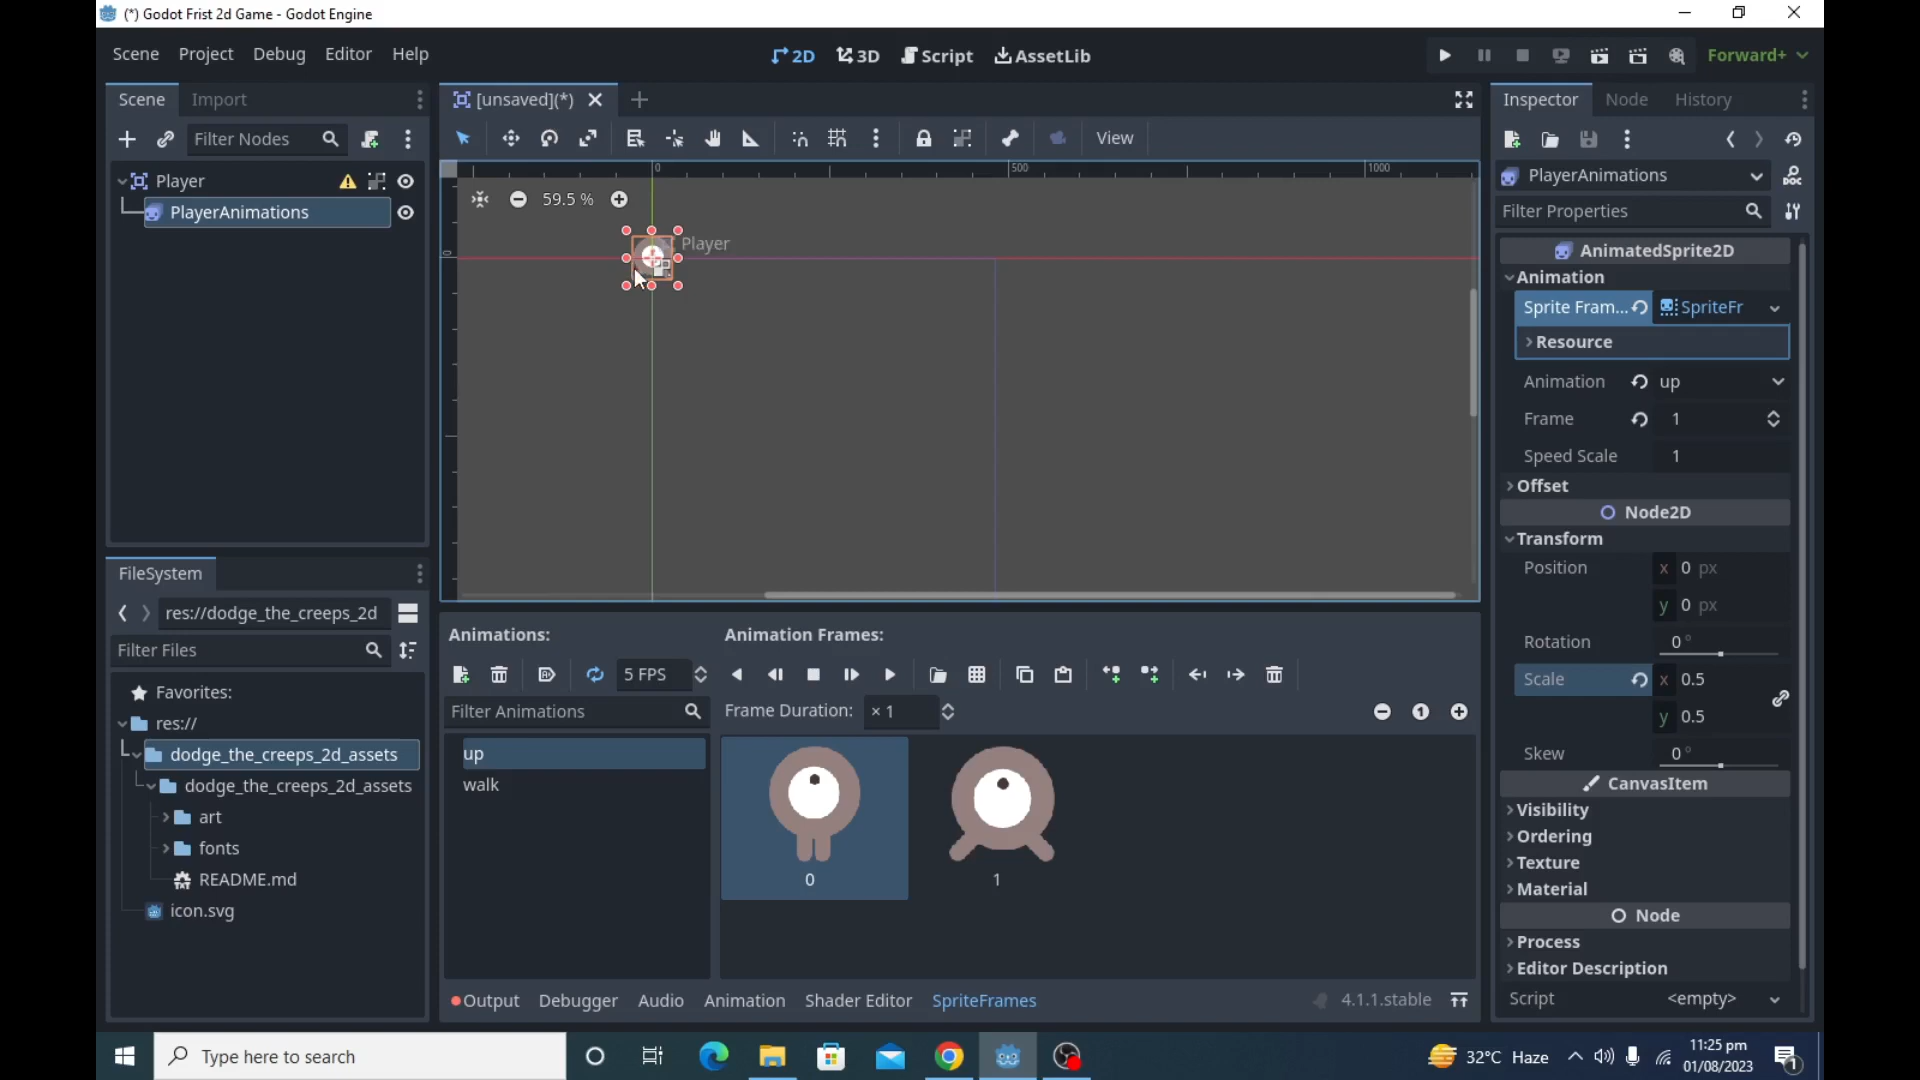 (*) Godot Frist 2d Game - Godot Engine
Scene Project Debug Editor Help
2D 3D Script AssetLib
Forward+
Scene Import
[unsaved](*)
Inspector Node History
Filter Nodes
View
Player
PlayerAnimations
0 500 1000
59.5 %
Player
0
PlayerAnimations
Filter Properties
AnimatedSprite2D
Animation
Sprite Fram... SpriteFr
Resource
Animation up
Frame 1
Speed Scale 1
Offset
Node2D
Transform
Position x 0 px
y 0 px
Rotation 0 °
Scale x 0.5
y 0.5
Skew 0 °
CanvasItem
Visibility
Ordering
Texture
Material
Node
Process
Editor Description
Script <empty>
FileSystem
res://dodge_the_creeps_2d
Filter Files
Favorites:
res://
dodge_the_creeps_2d_assets
dodge_the_creeps_2d_assets
art
fonts
README.md
icon.svg
Animations:
5 FPS
Filter Animations
up
walk
Animation Frames:
Frame Duration: × 1
1
0 1
Output Debugger Audio Animation Shader Editor SpriteFrames
4.1.1.stable
Type here to search
32°C Haze
11:25 pm
01/08/2023
1